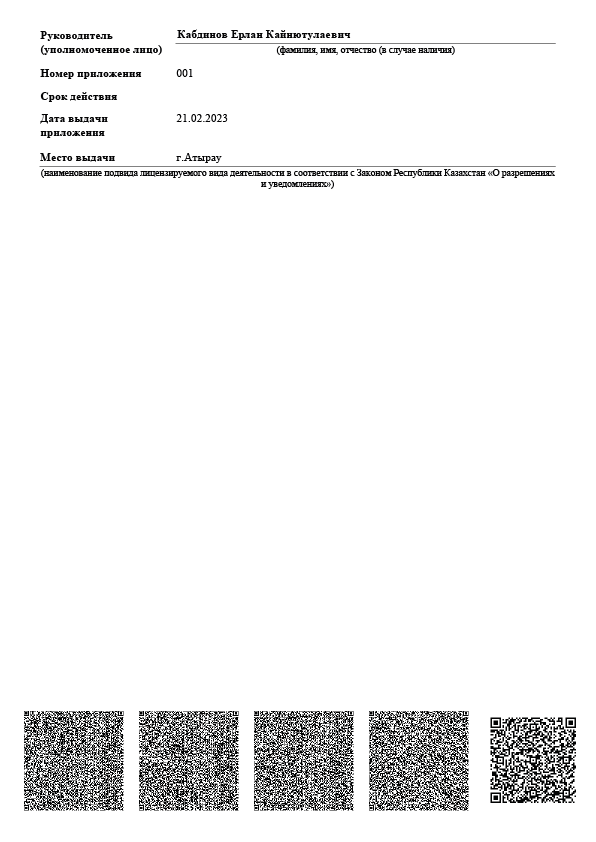 Руководитель
(уполномоченное лицо)
Кабдинов Ерлан Кайнютулаевич
(фамилия, имя, отчество (в случае наличия)
Номер приложения 001
Срок действия
Дата выдачи приложения
21.02.2023
Место выдачи г.Атырау
(наименование подвида лицензируемого вида деятельности в соответствии с Законом Республики Казахстан «О разрешениях
и уведомлениях»)